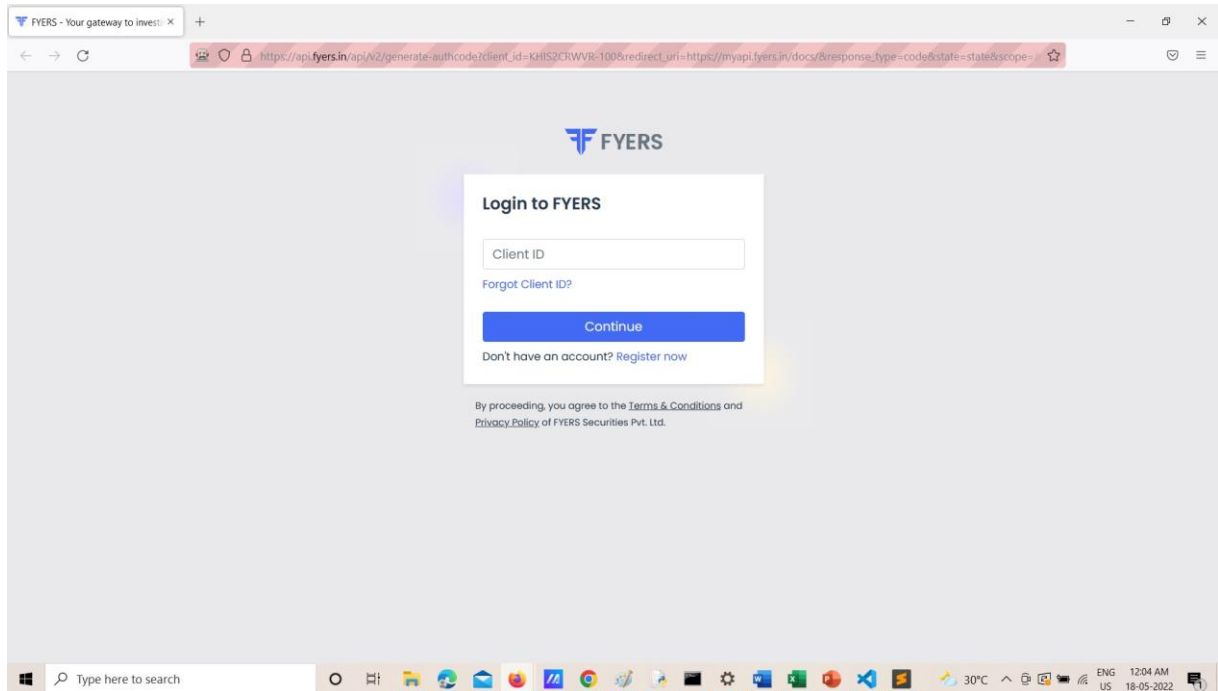 FYERS - Your gateway to investi
https://api.fyers.in/api/v2/generate-authcode?client_id=KHIS2CRWVR-100&redirect_uri=https://myapi.fyers.in/docs/&response_type=code&state=state&scope=
FYERS
Login to FYERS
Client ID
Forgot Client ID?
Continue
Don't have an account? Register now
By proceeding, you agree to the Terms & Conditions and
Privacy Policy of FYERS Securities Pvt. Ltd.
Type here to search
30°C
ENG
US
12:04 AM
18-05-2022
1